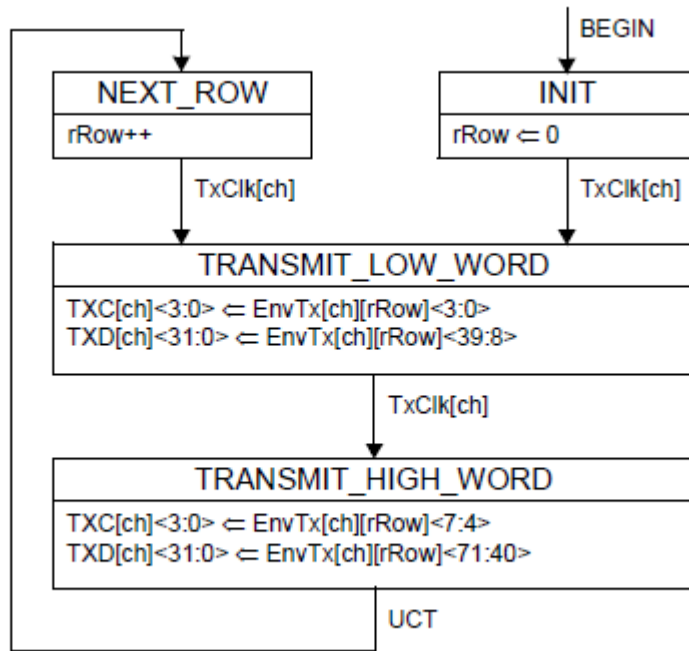 BEGIN
NEXT_ROW
rRow++
INIT
rRow ⇐ 0
TxClk[ch]
TxClk[ch]
TRANSMIT_LOW_WORD
TXC[ch]<3:0> ⇐ EnvTx[ch][rRow]<3:0>
TXD[ch]<31:0> ⇐ EnvTx[ch][rRow]<39:8>
TxClk[ch]
TRANSMIT_HIGH_WORD
TXC[ch]<3:0> ⇐ EnvTx[ch][rRow]<7:4>
TXD[ch]<31:0> ⇐ EnvTx[ch][rRow]<71:40>
UCT